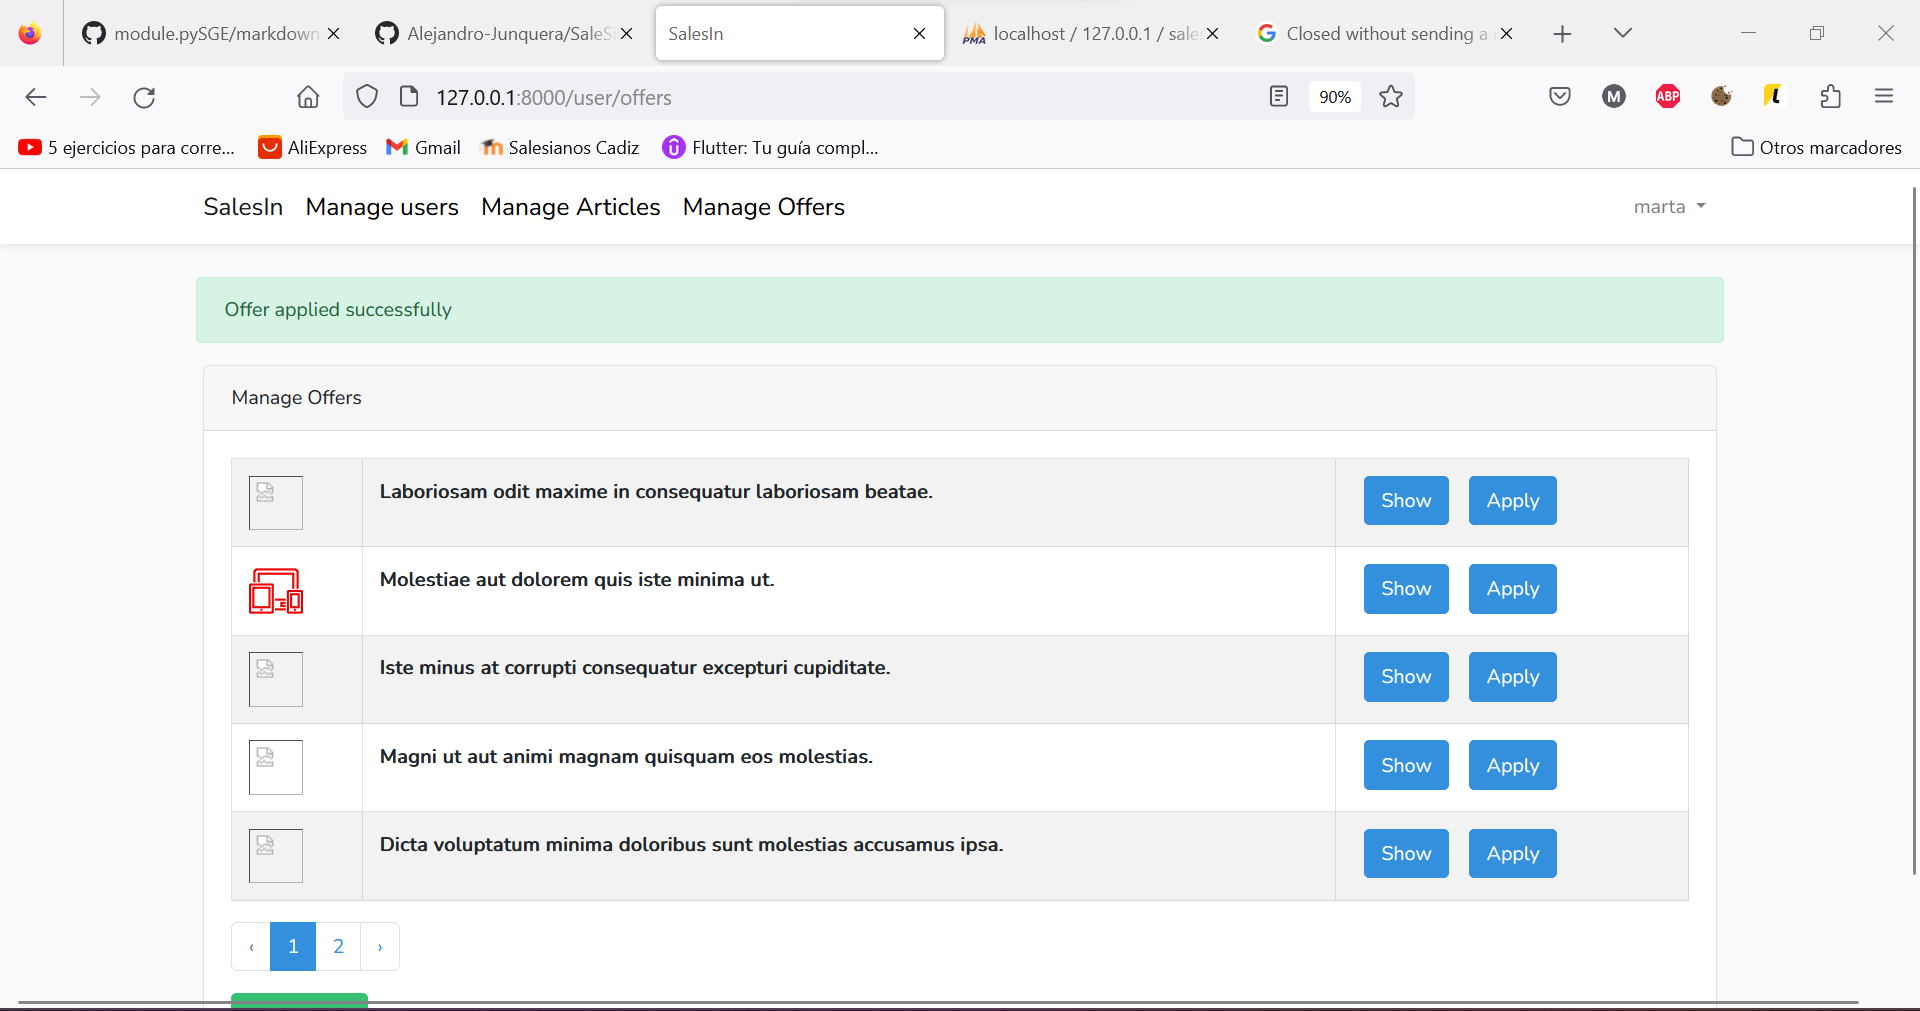 module.pySGE/markdown
Alejandro-Junquera/SaleS
SalesIn
localhost / 127.0.0.1 / sale
Closed without sending a
127.0.0.1:8000/user/offers
90%
M
ABP
5 ejercicios para corre...
AliExpress
Gmail
Salesianos Cadiz
Flutter: Tu guía compl...
Otros marcadores
SalesIn Manage users Manage Articles Manage Offers
marta
Offer applied successfully
Manage Offers
Laboriosam odit maxime in consequatur laboriosam beatae.
Show Apply
Molestiae aut dolorem quis iste minima ut.
Show Apply
Iste minus at corrupti consequatur excepturi cupiditate.
Show Apply
Magni ut aut animi magnam quisquam eos molestias.
Show Apply
Dicta voluptatum minima doloribus sunt molestias accusamus ipsa.
Show Apply
‹ 1 2 ›